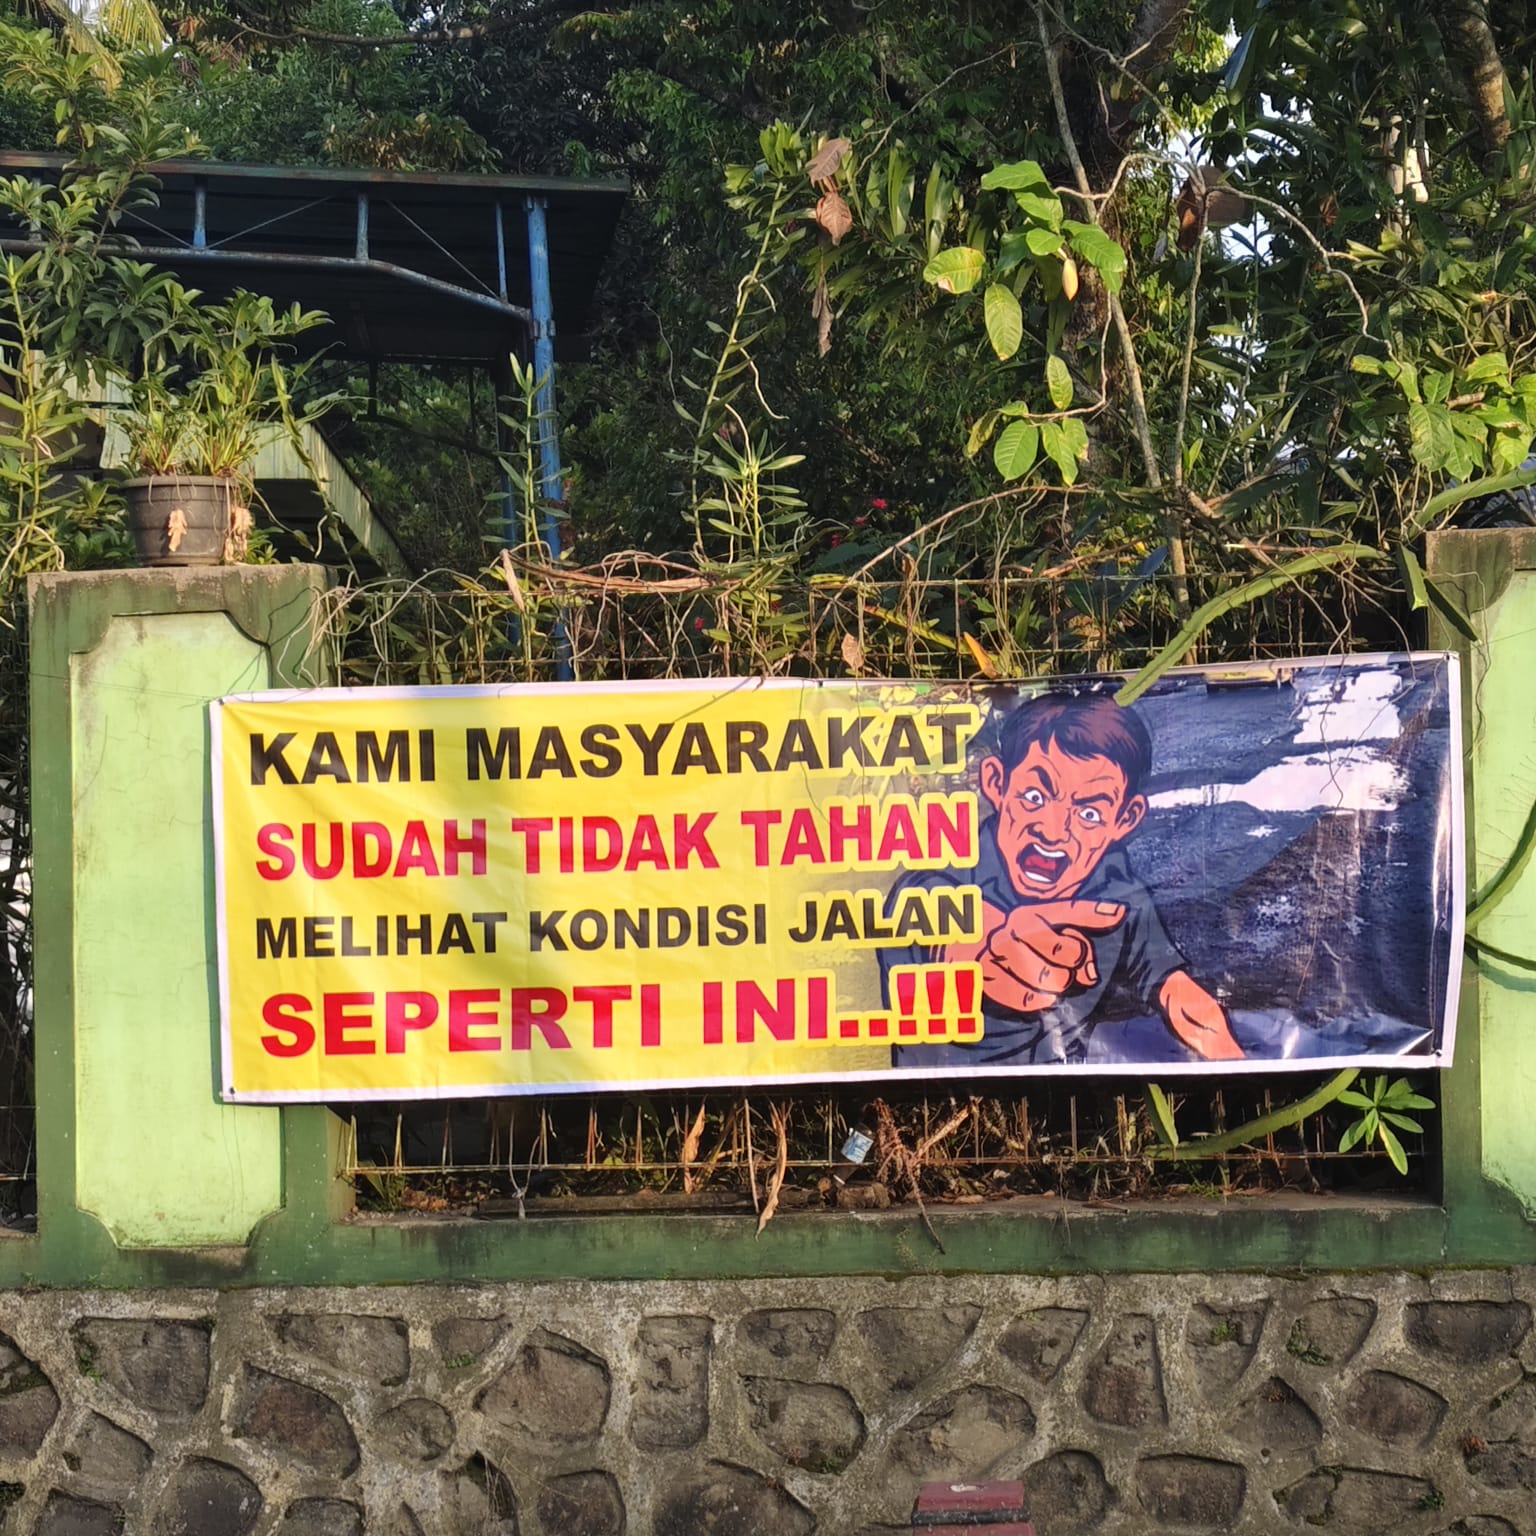 KAMI MASYARAKAT
SUDAH TIDAK TAHAN
MELIHAT KONDISI JALAN
SEPERTI INI..!!!